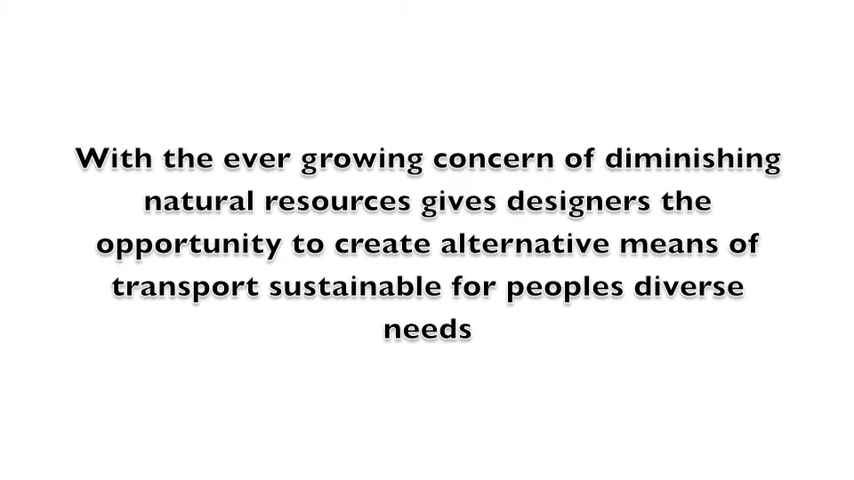 With the ever growing concern of diminishing
natural resources gives designers the
opportunity to create alternative means of
transport sustainable for peoples diverse
needs